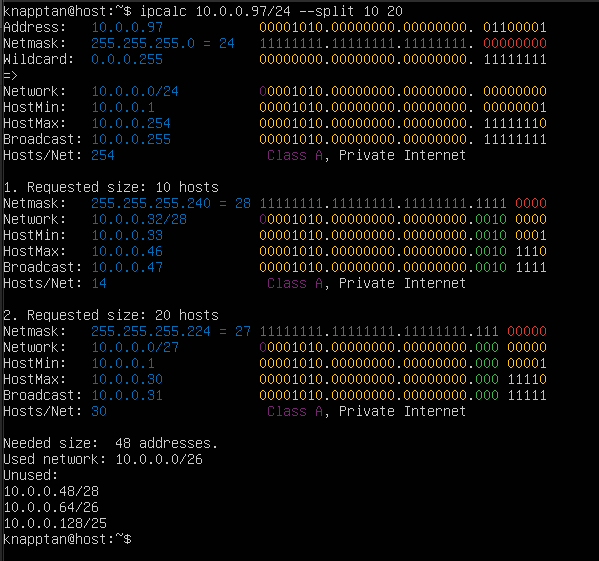 knapptan@host:~$ ipcalc 10.0.0.97/24 --split 10 20
Address:   10.0.0.97            00001010.00000000.00000000. 01100001
Netmask:   255.255.255.0 = 24   11111111.11111111.11111111. 00000000
Wildcard:  0.0.0.255            00000000.00000000.00000000. 11111111
=>
Network:   10.0.0.0/24          00001010.00000000.00000000. 00000000
HostMin:   10.0.0.1             00001010.00000000.00000000. 00000001
HostMax:   10.0.0.254           00001010.00000000.00000000. 11111110
Broadcast: 10.0.0.255           00001010.00000000.00000000. 11111111
Hosts/Net: 254                   Class A, Private Internet

1. Requested size: 10 hosts
Netmask:   255.255.255.240 = 28 11111111.11111111.11111111.1111 0000
Network:   10.0.0.32/28         00001010.00000000.00000000.0010 0000
HostMin:   10.0.0.33            00001010.00000000.00000000.0010 0001
HostMax:   10.0.0.46            00001010.00000000.00000000.0010 1110
Broadcast: 10.0.0.47            00001010.00000000.00000000.0010 1111
Hosts/Net: 14                    Class A, Private Internet

2. Requested size: 20 hosts
Netmask:   255.255.255.224 = 27 11111111.11111111.11111111.111 00000
Network:   10.0.0.0/27          00001010.00000000.00000000.000 00000
HostMin:   10.0.0.1             00001010.00000000.00000000.000 00001
HostMax:   10.0.0.30            00001010.00000000.00000000.000 11110
Broadcast: 10.0.0.31            00001010.00000000.00000000.000 11111
Hosts/Net: 30                    Class A, Private Internet

Needed size:  48 addresses.
Used network: 10.0.0.0/26
Unused:
10.0.0.48/28
10.0.0.64/26
10.0.0.128/25
knapptan@host:~$